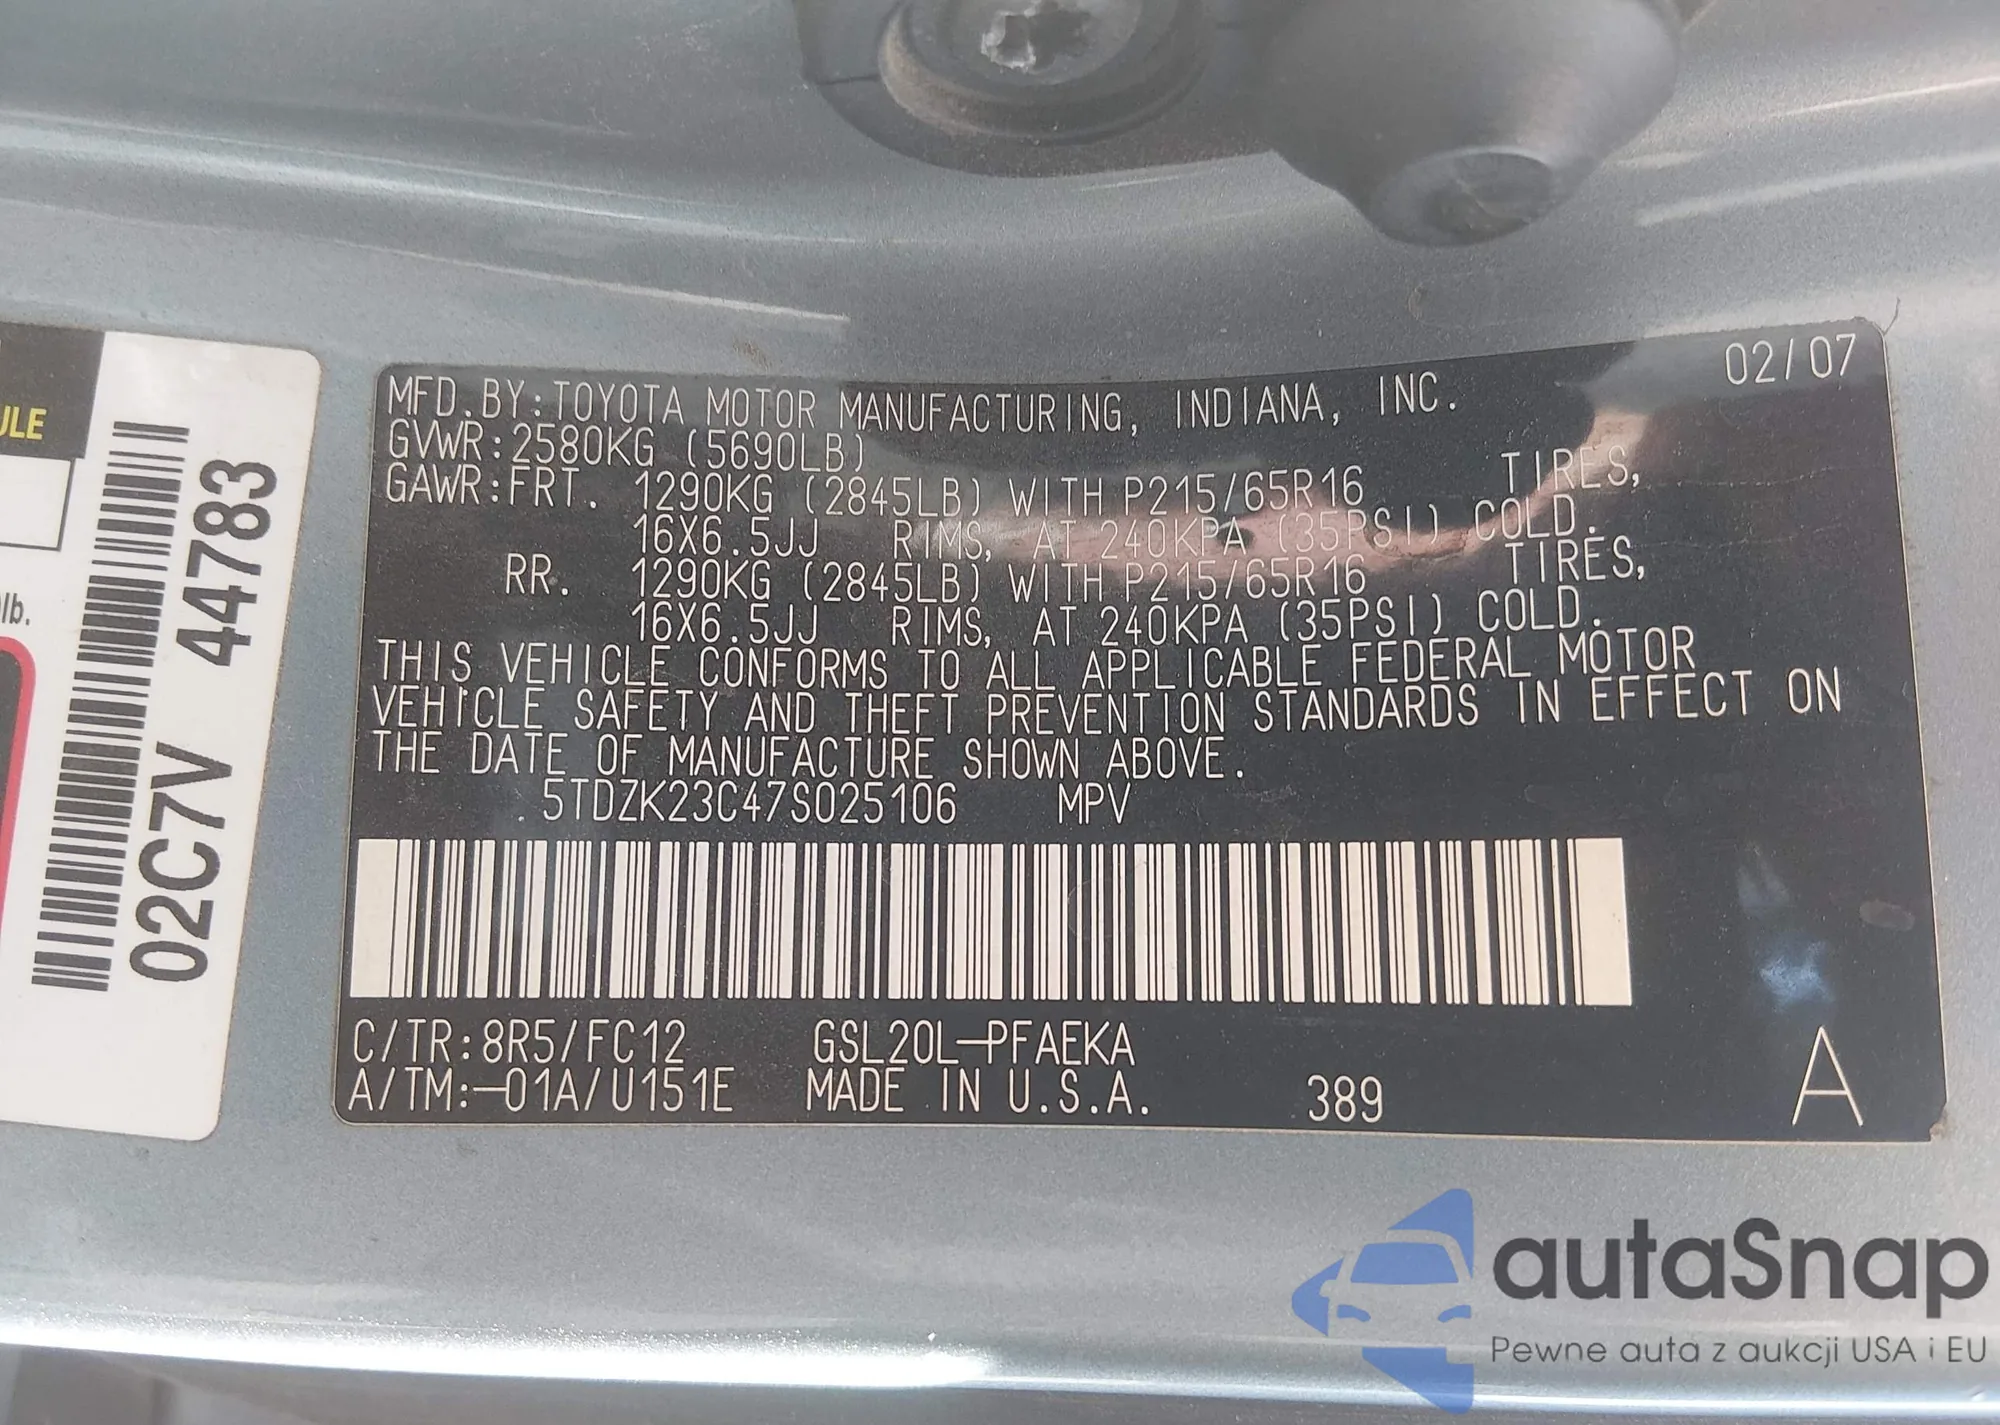 MFD.BY:TOYOTA MOTOR MANUFACTURING, INDIANA, INC. 02/07
GVWR:2580KG (5690LB)
GAWR:FRT. 1290KG (2845LB) WITH P215/65R16 TIRES,
16X6.5JJ RIMS, AT 240KPA (35PSI) COLD.
RR. 1290KG (2845LB) WITH P215/65R16 TIRES,
16X6.5JJ RIMS, AT 240KPA (35PSI) COLD.
THIS VEHICLE CONFORMS TO ALL APPLICABLE FEDERAL MOTOR
VEHICLE SAFETY AND THEFT PREVENTION STANDARDS IN EFFECT ON
THE DATE OF MANUFACTURE SHOWN ABOVE.
5TDZK23C47S025106 MPV
C/TR:8R5/FC12 GSL20L-PFAEKA
A/TM:-01A/U151E MADE IN U.S.A. 389 A
02C7V 44783
lb.
autaSnap
Pewne auta z aukcji USA i EU